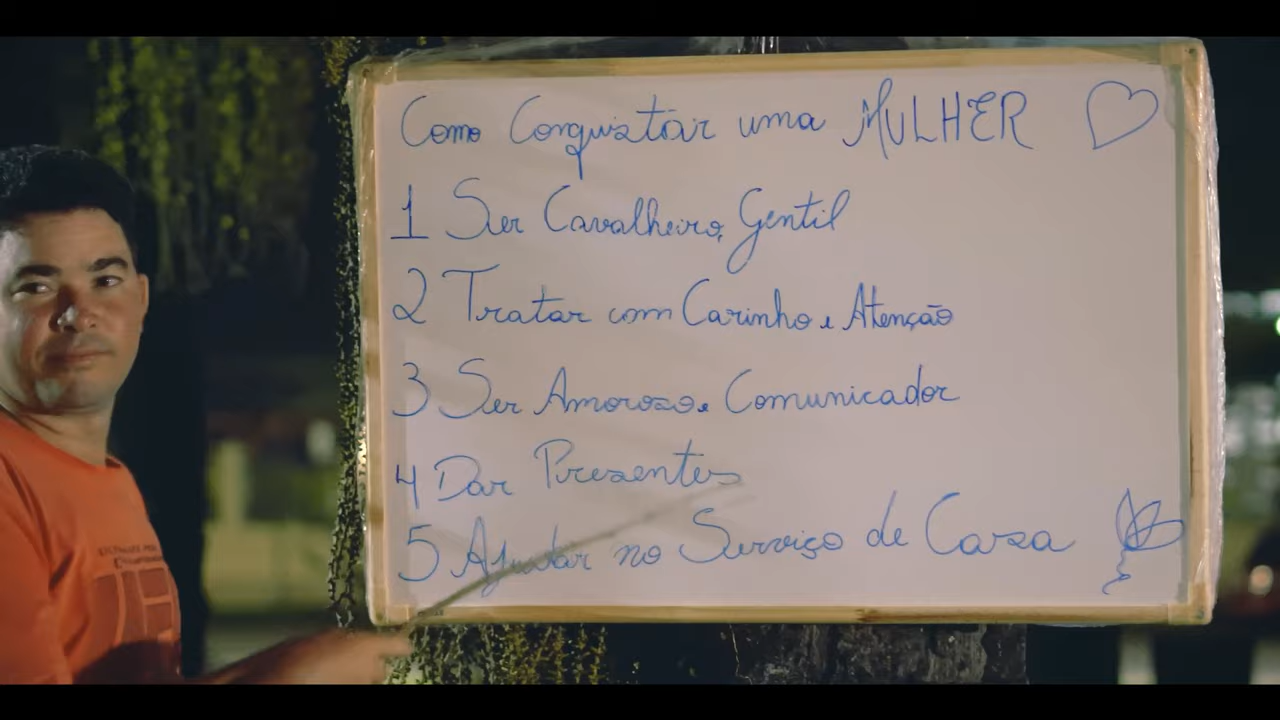 Como Conquistar uma MULHER
1 Ser Cavalheiro, Gentil
2 Tratar com Carinho e Atenção
3 Ser Amoroso e Comunicador
4 Dar Presentes
5 Ajudar no Serviço de Casa